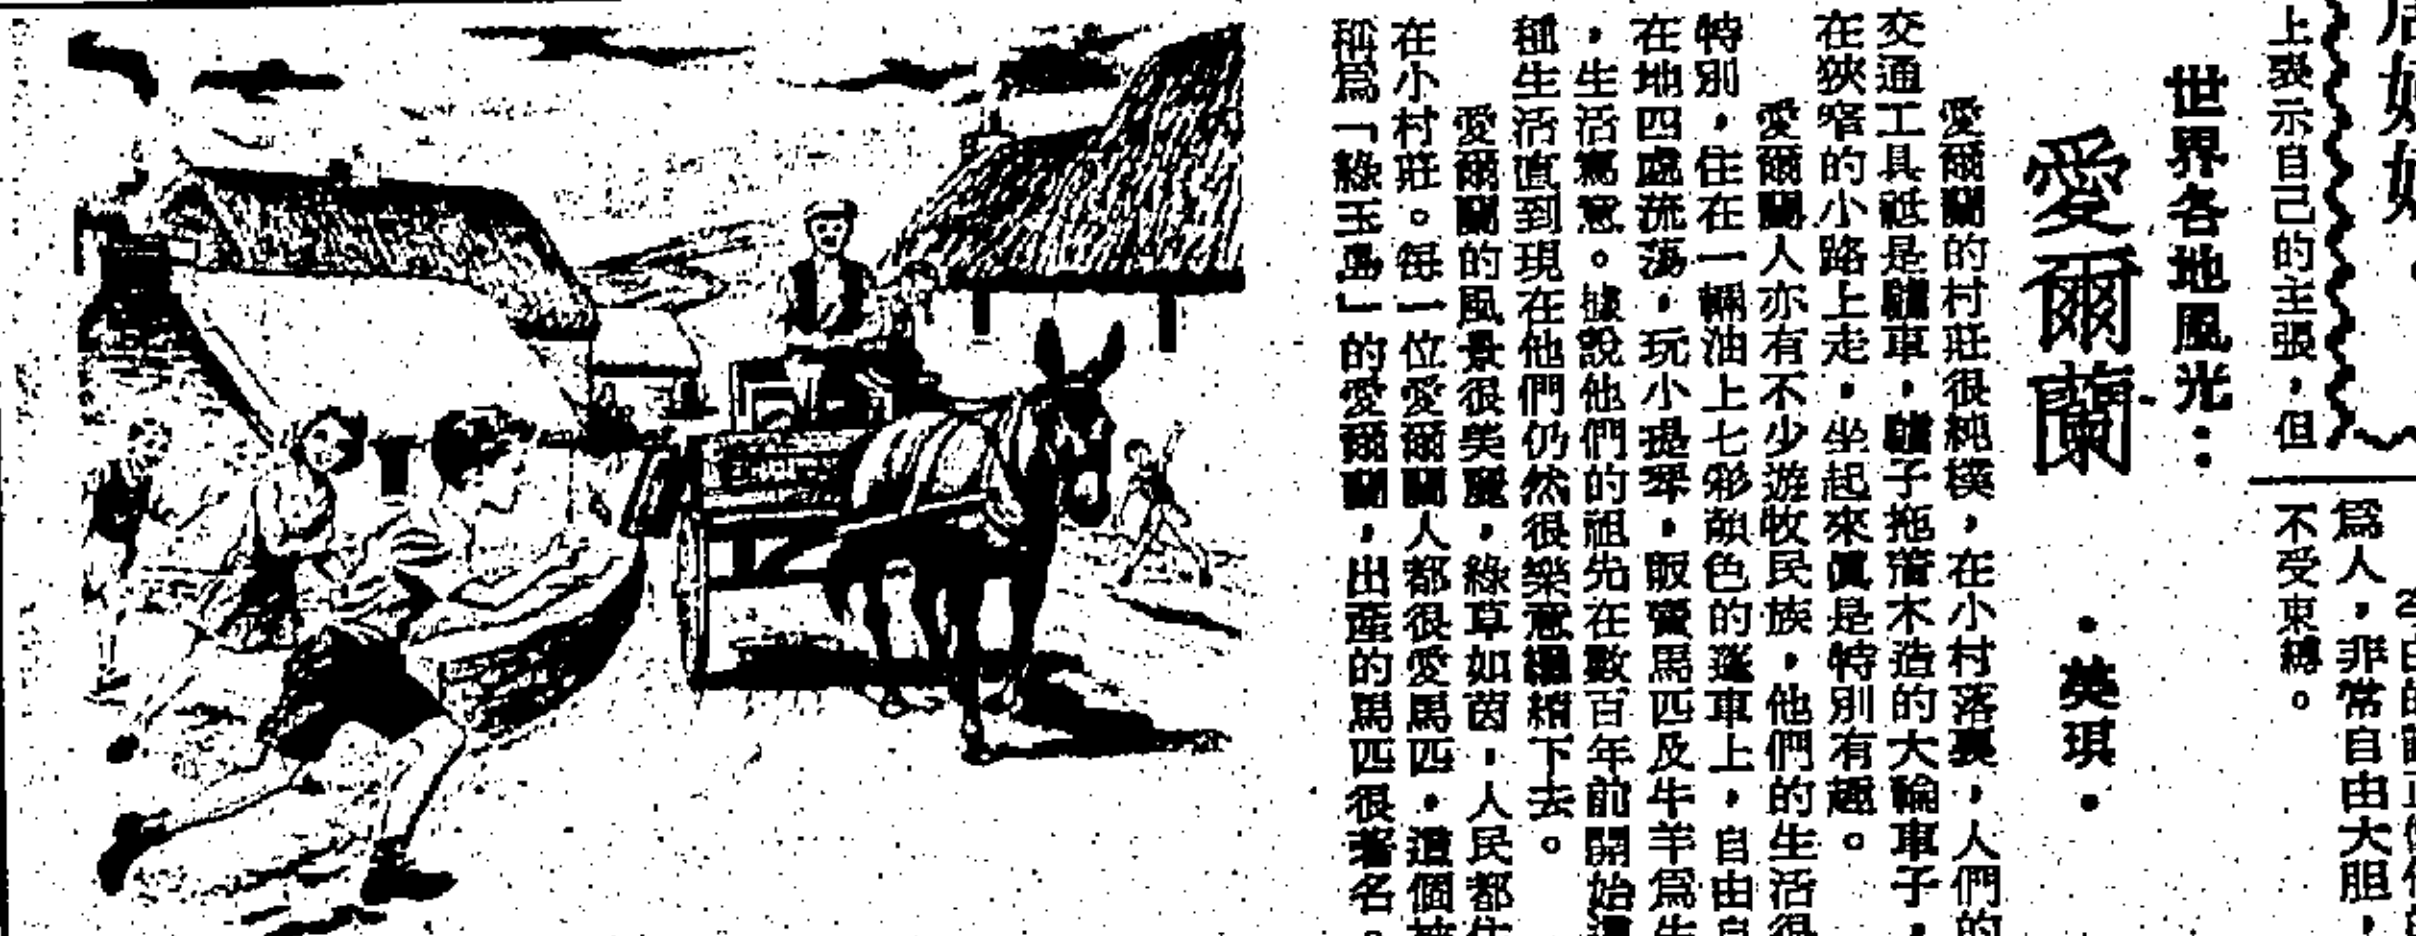 上表示自己的主張，但
爲人，非常自由大胆，
不受束縛。
世界各地風光：
愛爾蘭
・英琪・
愛爾蘭的村莊很純樸，在小村落裏，人們的
交通工具祗是驢車，驢子拖着木造的大輪車子，
在狹窄的小路上走，坐起來眞是特別有趣。
愛爾蘭人亦有不少遊牧民族，他們的生活很
特別，住在一輛油上七彩顏色的篷車上，自由自
在地四處流蕩，玩小提琴，販賣馬匹及牛羊爲生
，生活寫意。據說他們的祖先在數百年前開始這
種生活直到現在他們仍然很樂意繼續下去。
愛爾蘭的風景很美麗，綠草如茵，人民都住
在小村莊。每一位愛爾蘭人都很愛馬匹，這個被
稱爲「綠玉島」的愛爾蘭，出產的馬匹很著名。